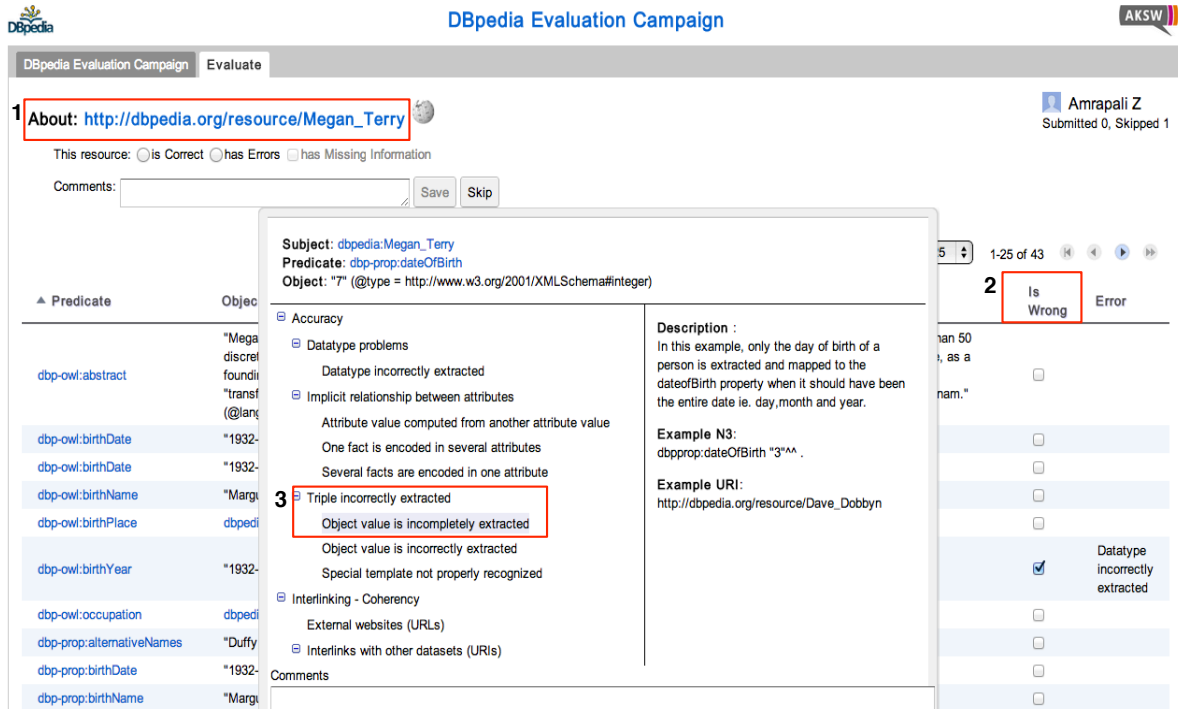 DBpedia
DBpedia Evaluation Campaign
AKSW
DBpedia Evaluation Campaign
Evaluate
1
About: http://dbpedia.org/resource/Megan_Terry
Amrapali Z
Submitted 0, Skipped 1
This resource: is Correct has Errors has Missing Information
Comments:
Save
Skip
Subject: dbpedia:Megan_Terry
Predicate: dbp-prop:dateOfBirth
Object: "7" (@type = http://www.w3.org/2001/XMLSchema#integer)
5
1-25 of 43
2
Predicate
Objec
Is
Wrong
Error
Accuracy
Datatype problems
Datatype incorrectly extracted
Implicit relationship between attributes
Attribute value computed from another attribute value
One fact is encoded in several attributes
Several facts are encoded in one attribute
3
Triple incorrectly extracted
Object value is incompletely extracted
Object value is incorrectly extracted
Special template not properly recognized
Interlinking - Coherency
External websites (URLs)
Interlinks with other datasets (URIs)
Comments
Description :
In this example, only the day of birth of a
person is extracted and mapped to the
dateofBirth property when it should have been
the entire date ie. day,month and year.
Example N3:
dbpprop:dateOfBirth "3"^^ .
Example URI:
http://dbpedia.org/resource/Dave_Dobbyn
dbp-owl:abstract
"Mega
discret
foundi
"transf
(@lang
nan 50
, as a
nam."
dbp-owl:birthDate
"1932-
dbp-owl:birthDate
"1932-
dbp-owl:birthName
"Margu
dbp-owl:birthPlace
dbpedi
dbp-owl:birthYear
"1932-
Datatype
incorrectly
extracted
dbp-owl:occupation
dbpedi
dbp-prop:alternativeNames
"Duffy
dbp-prop:birthDate
"1932-
dbp-prop:birthName
"Margu